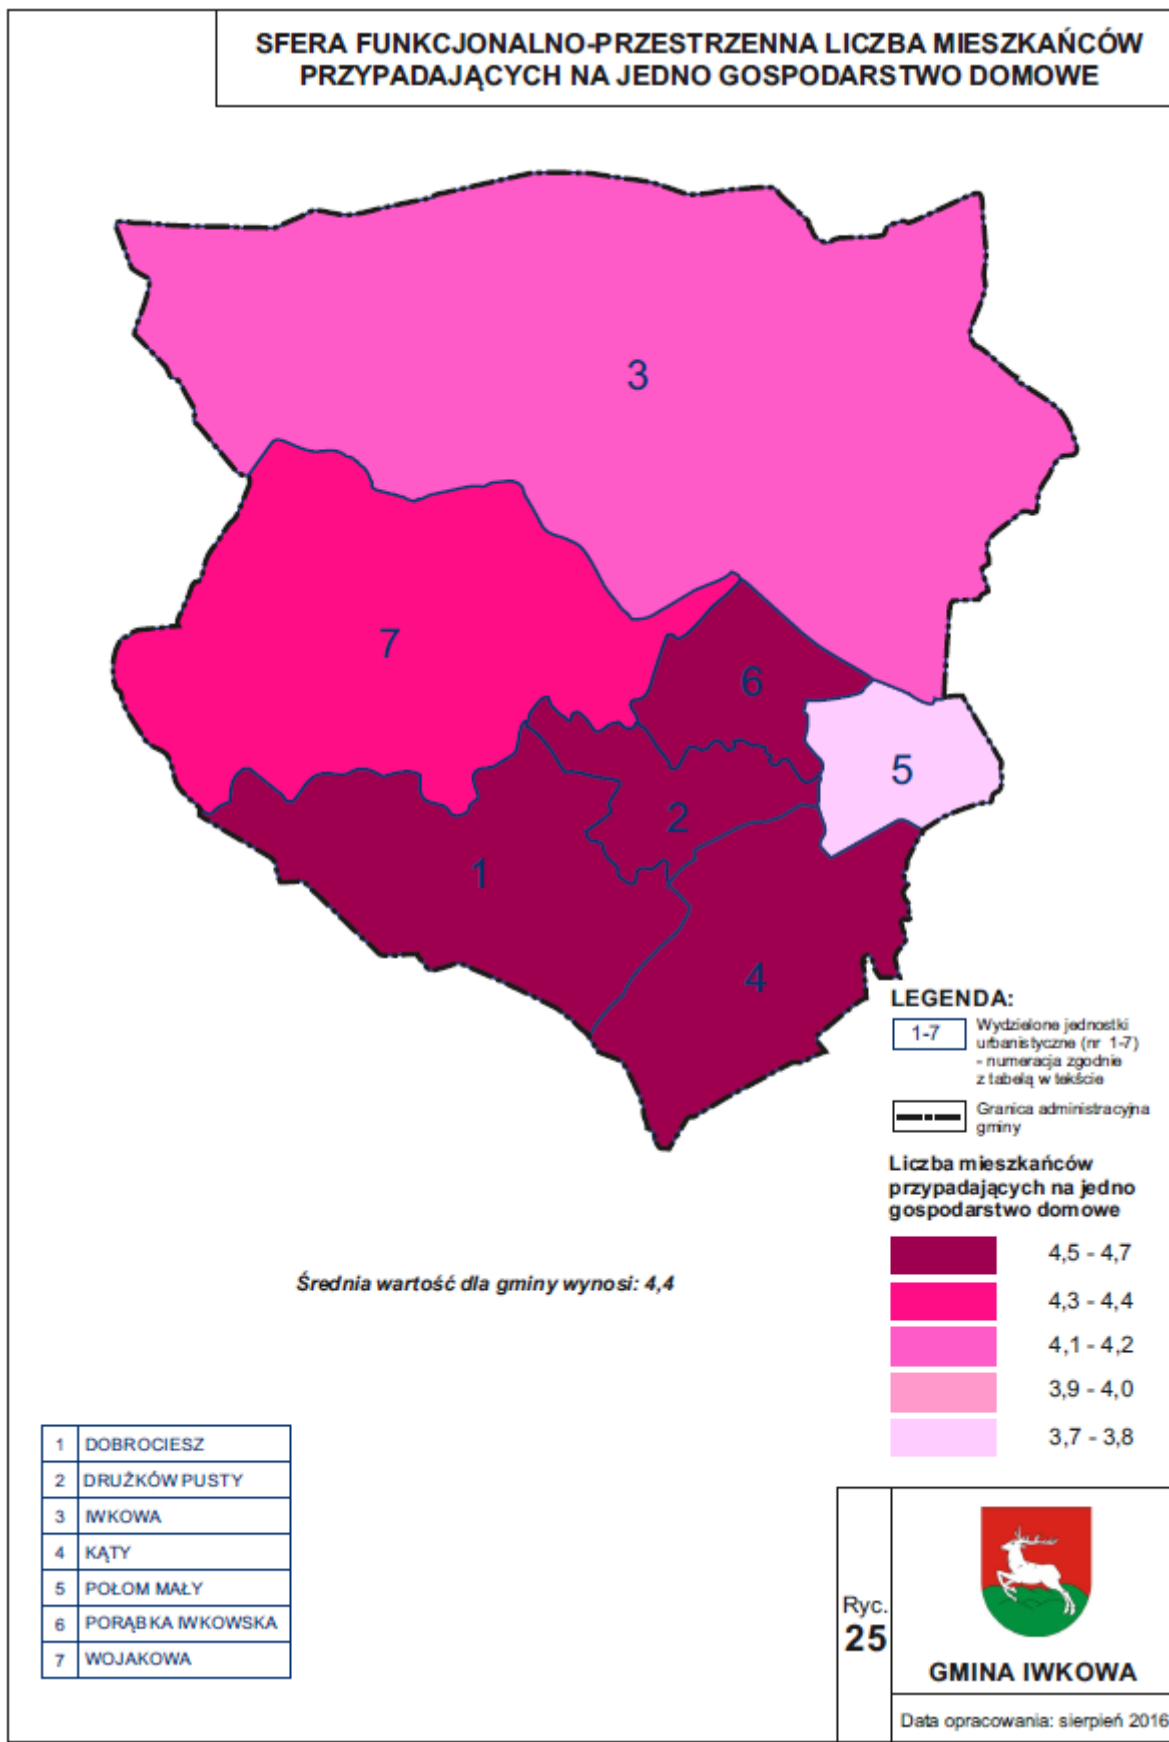 SFERA FUNKCJONALNO-PRZESTRZENNA LICZBA MIESZKAŃCÓW
PRZYPADAJĄCYCH NA JEDNO GOSPODARSTWO DOMOWE
3
7
6
5
2
1
4
LEGENDA:
1-7
Wydzielone jednostki
urbanistyczne (nr 1-7)
- numeracja zgodnie
z tabelą w tekście
Granica administracyjna
gminy
Liczba mieszkańców
przypadających na jedno
gospodarstwo domowe
4,5 - 4,7
4,3 - 4,4
4,1 - 4,2
3,9 - 4,0
3,7 - 3,8
Średnia wartość dla gminy wynosi: 4,4
1 DOBROCIESZ
2 DRUŻKÓW PUSTY
3 IWKOWA
4 KĄTY
5 POŁOM MAŁY
6 PORĄBKA IWKOWSKA
7 WOJAKOWA
Ryc.
25
GMINA IWKOWA
Data opracowania: sierpień 2016